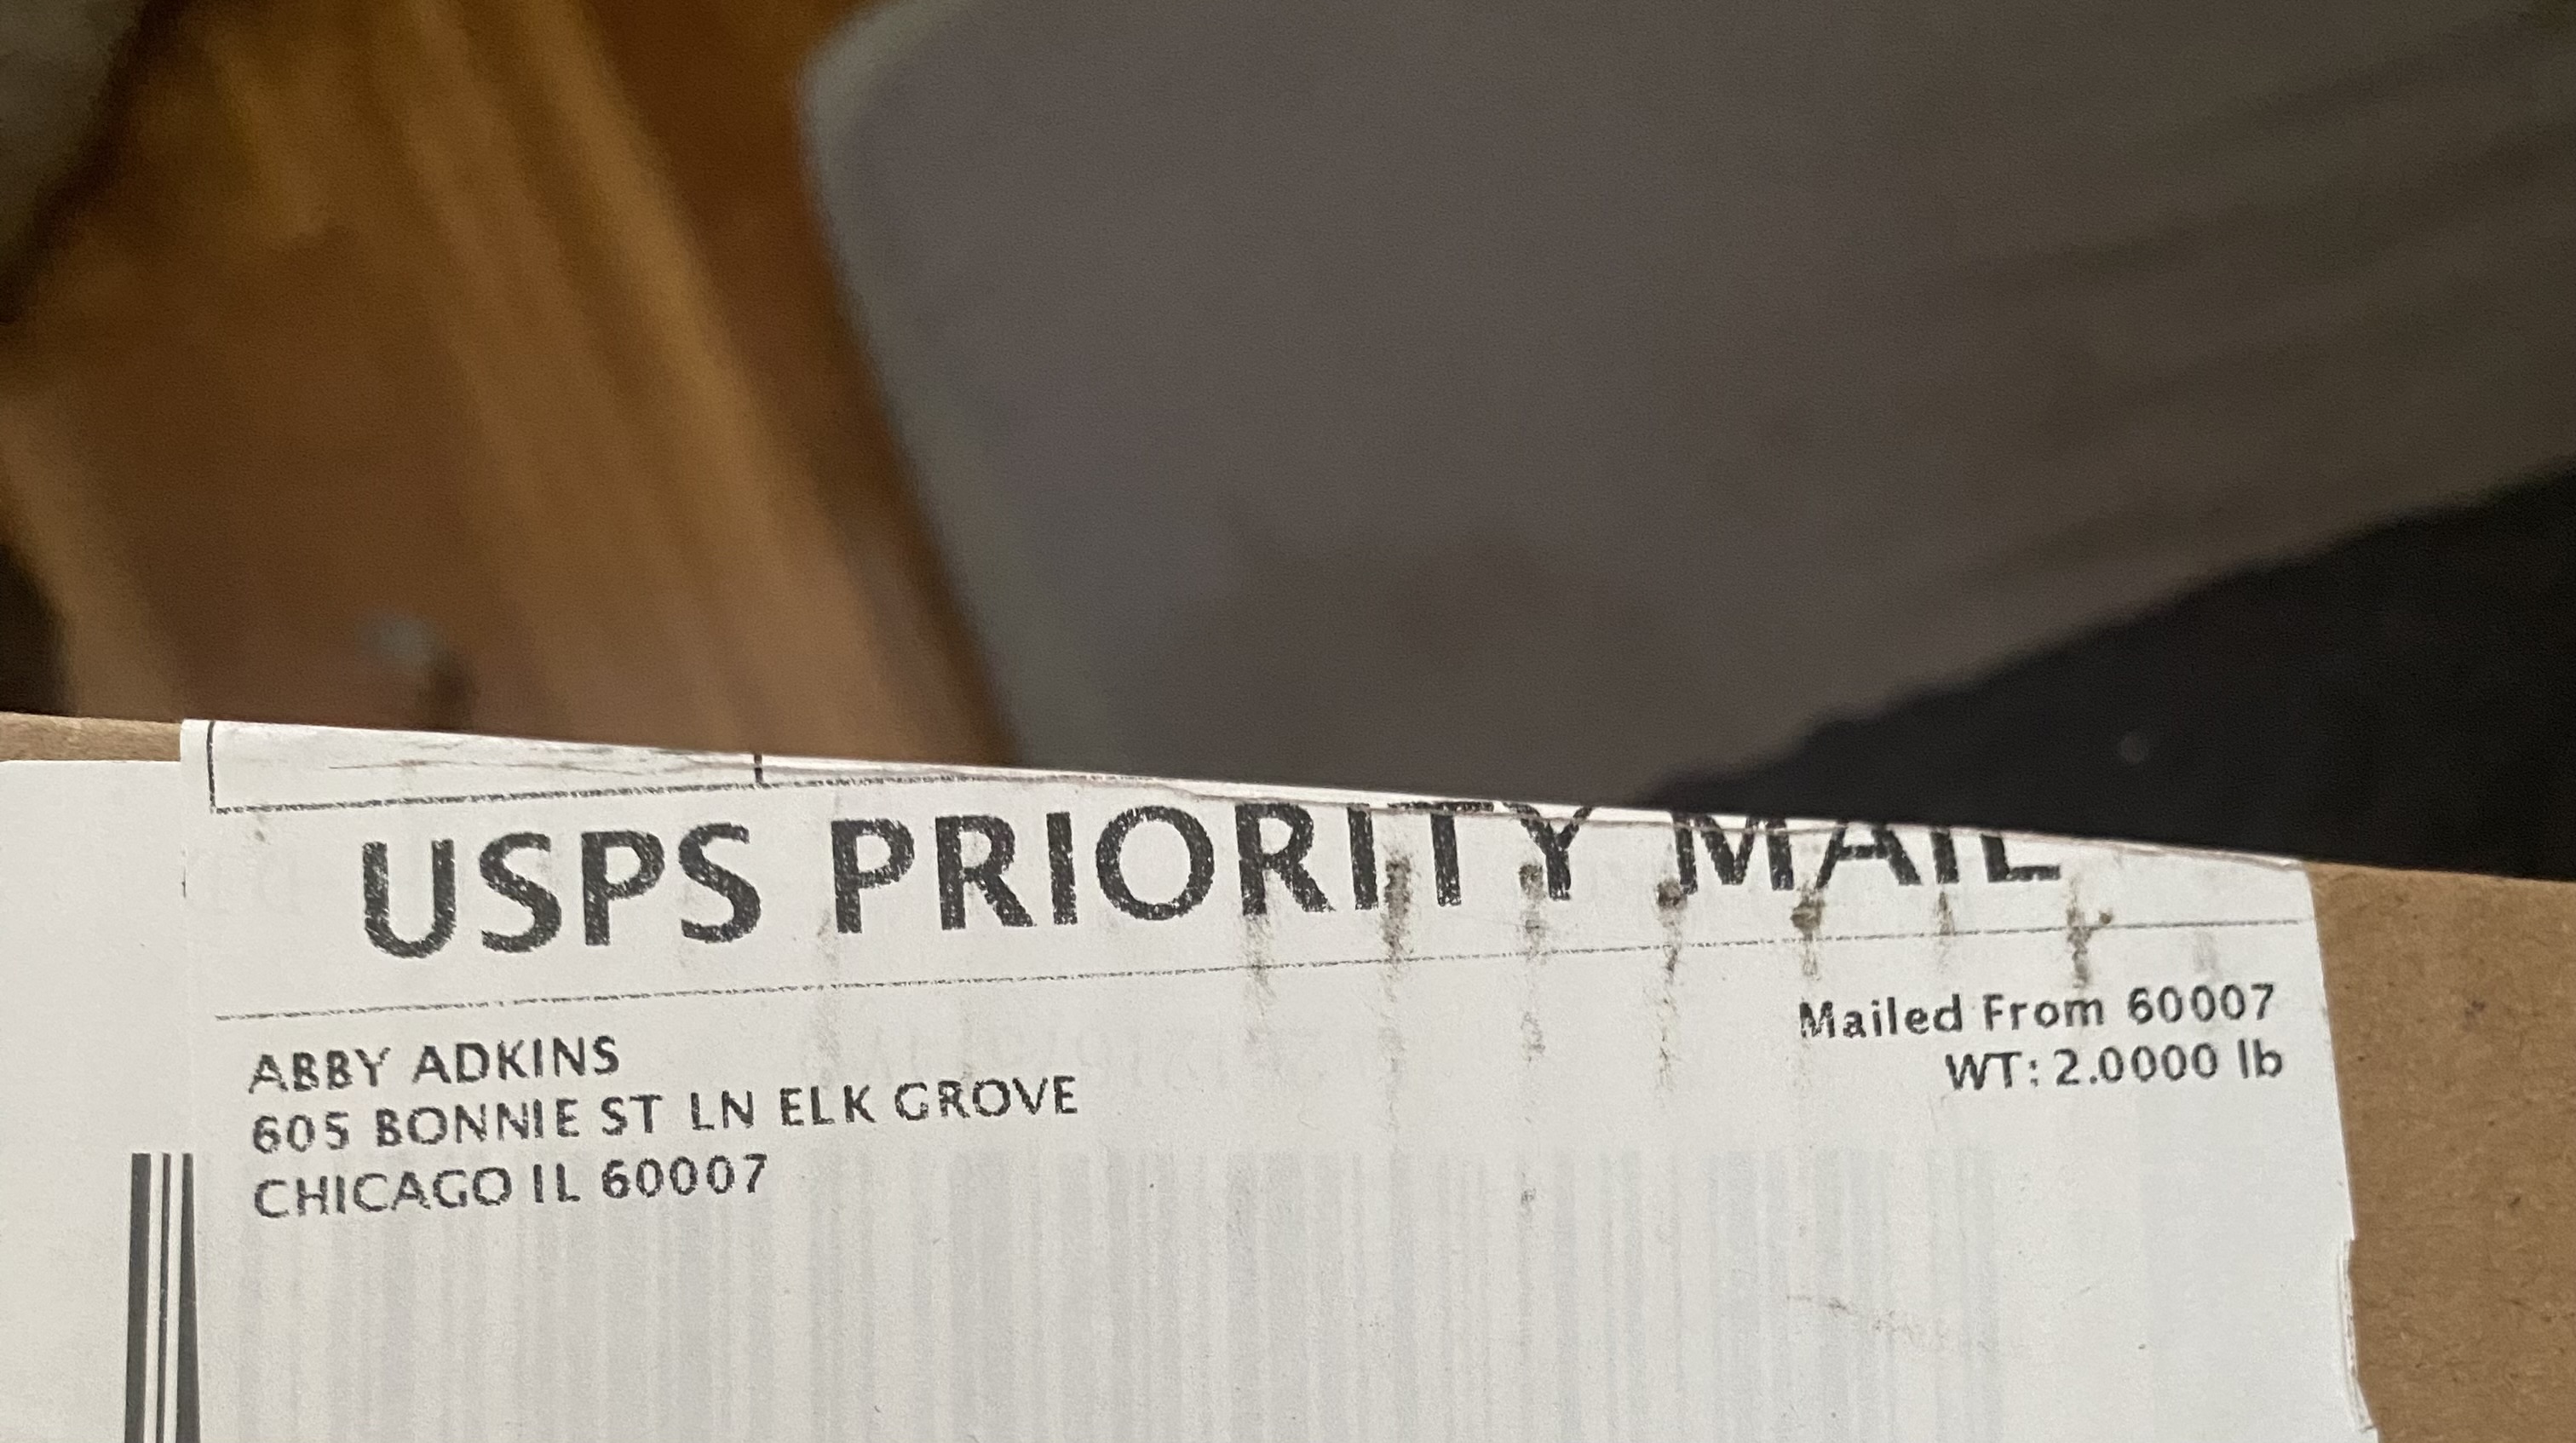 USPS PRIORITY MAIL
Mailed From 60007
WT: 2.0000 lb
ABBY ADKINS
605 BONNIE ST LN ELK GROVE
CHICAGO IL 60007